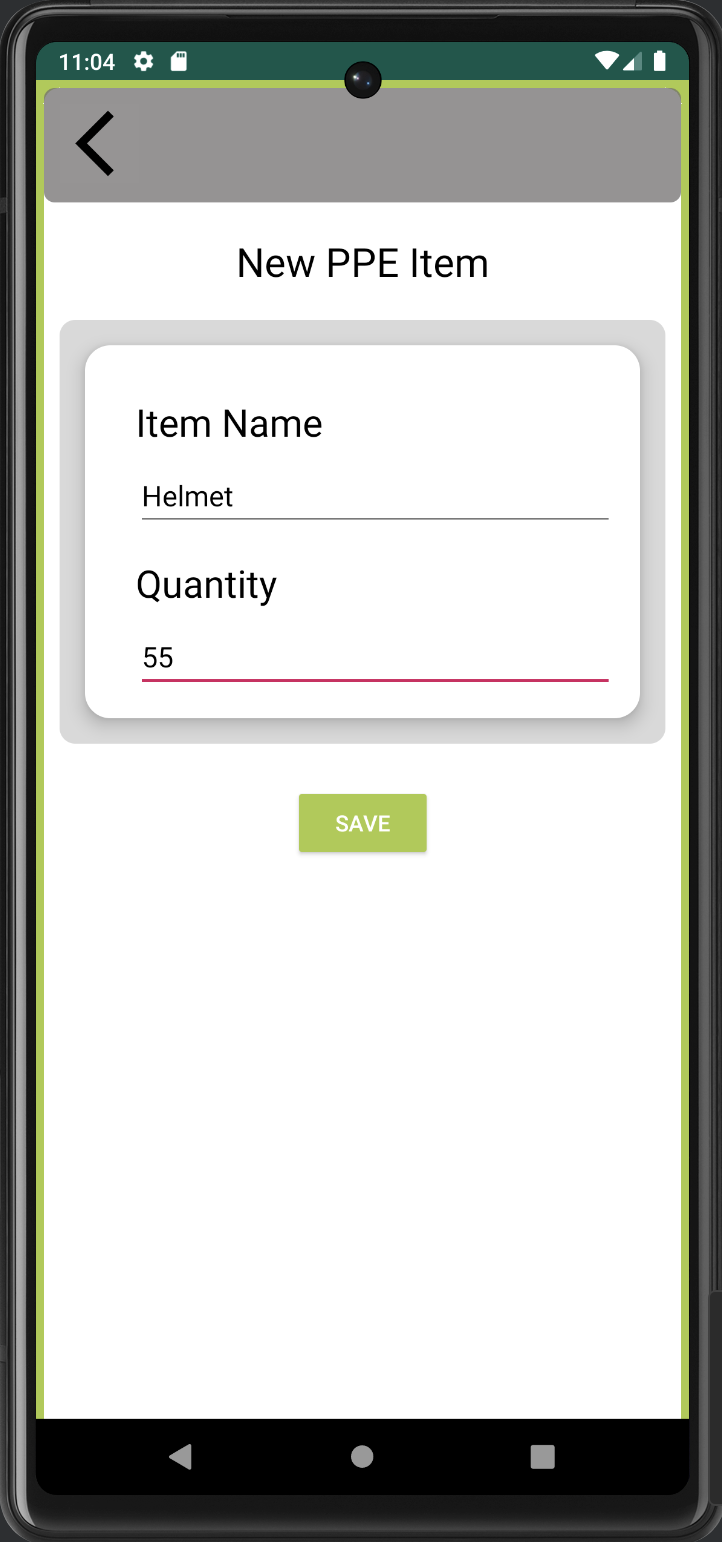 11:04
New PPE Item
Item Name
Helmet
Quantity
55
SAVE